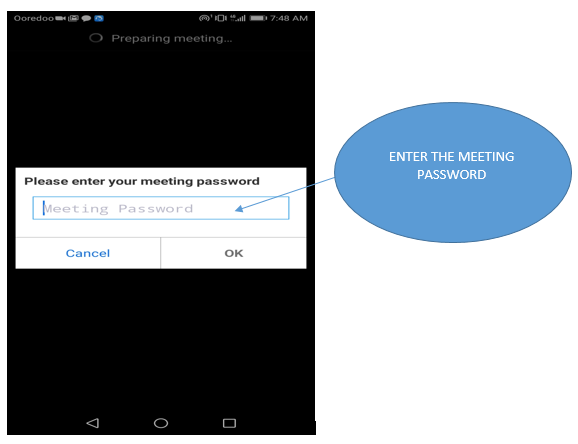 Ooredoo 7:48 AM
Preparing meeting...
Please enter your meeting password
Meeting Password
Cancel OK
ENTER THE MEETING
PASSWORD